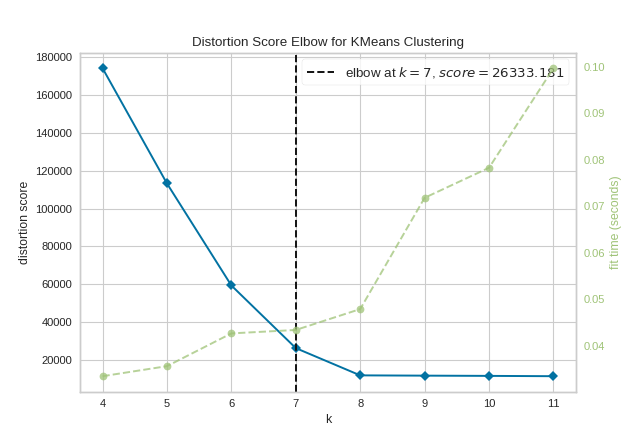 Distortion Score Elbow for KMeans Clustering
elbow at k = 7, score = 26333.181
180000
160000
140000
120000
100000
80000
60000
40000
20000
distortion score
0.10
0.09
0.08
0.07
0.06
0.05
0.04
fit time (seconds)
4 5 6 7 8 9 10 11
k